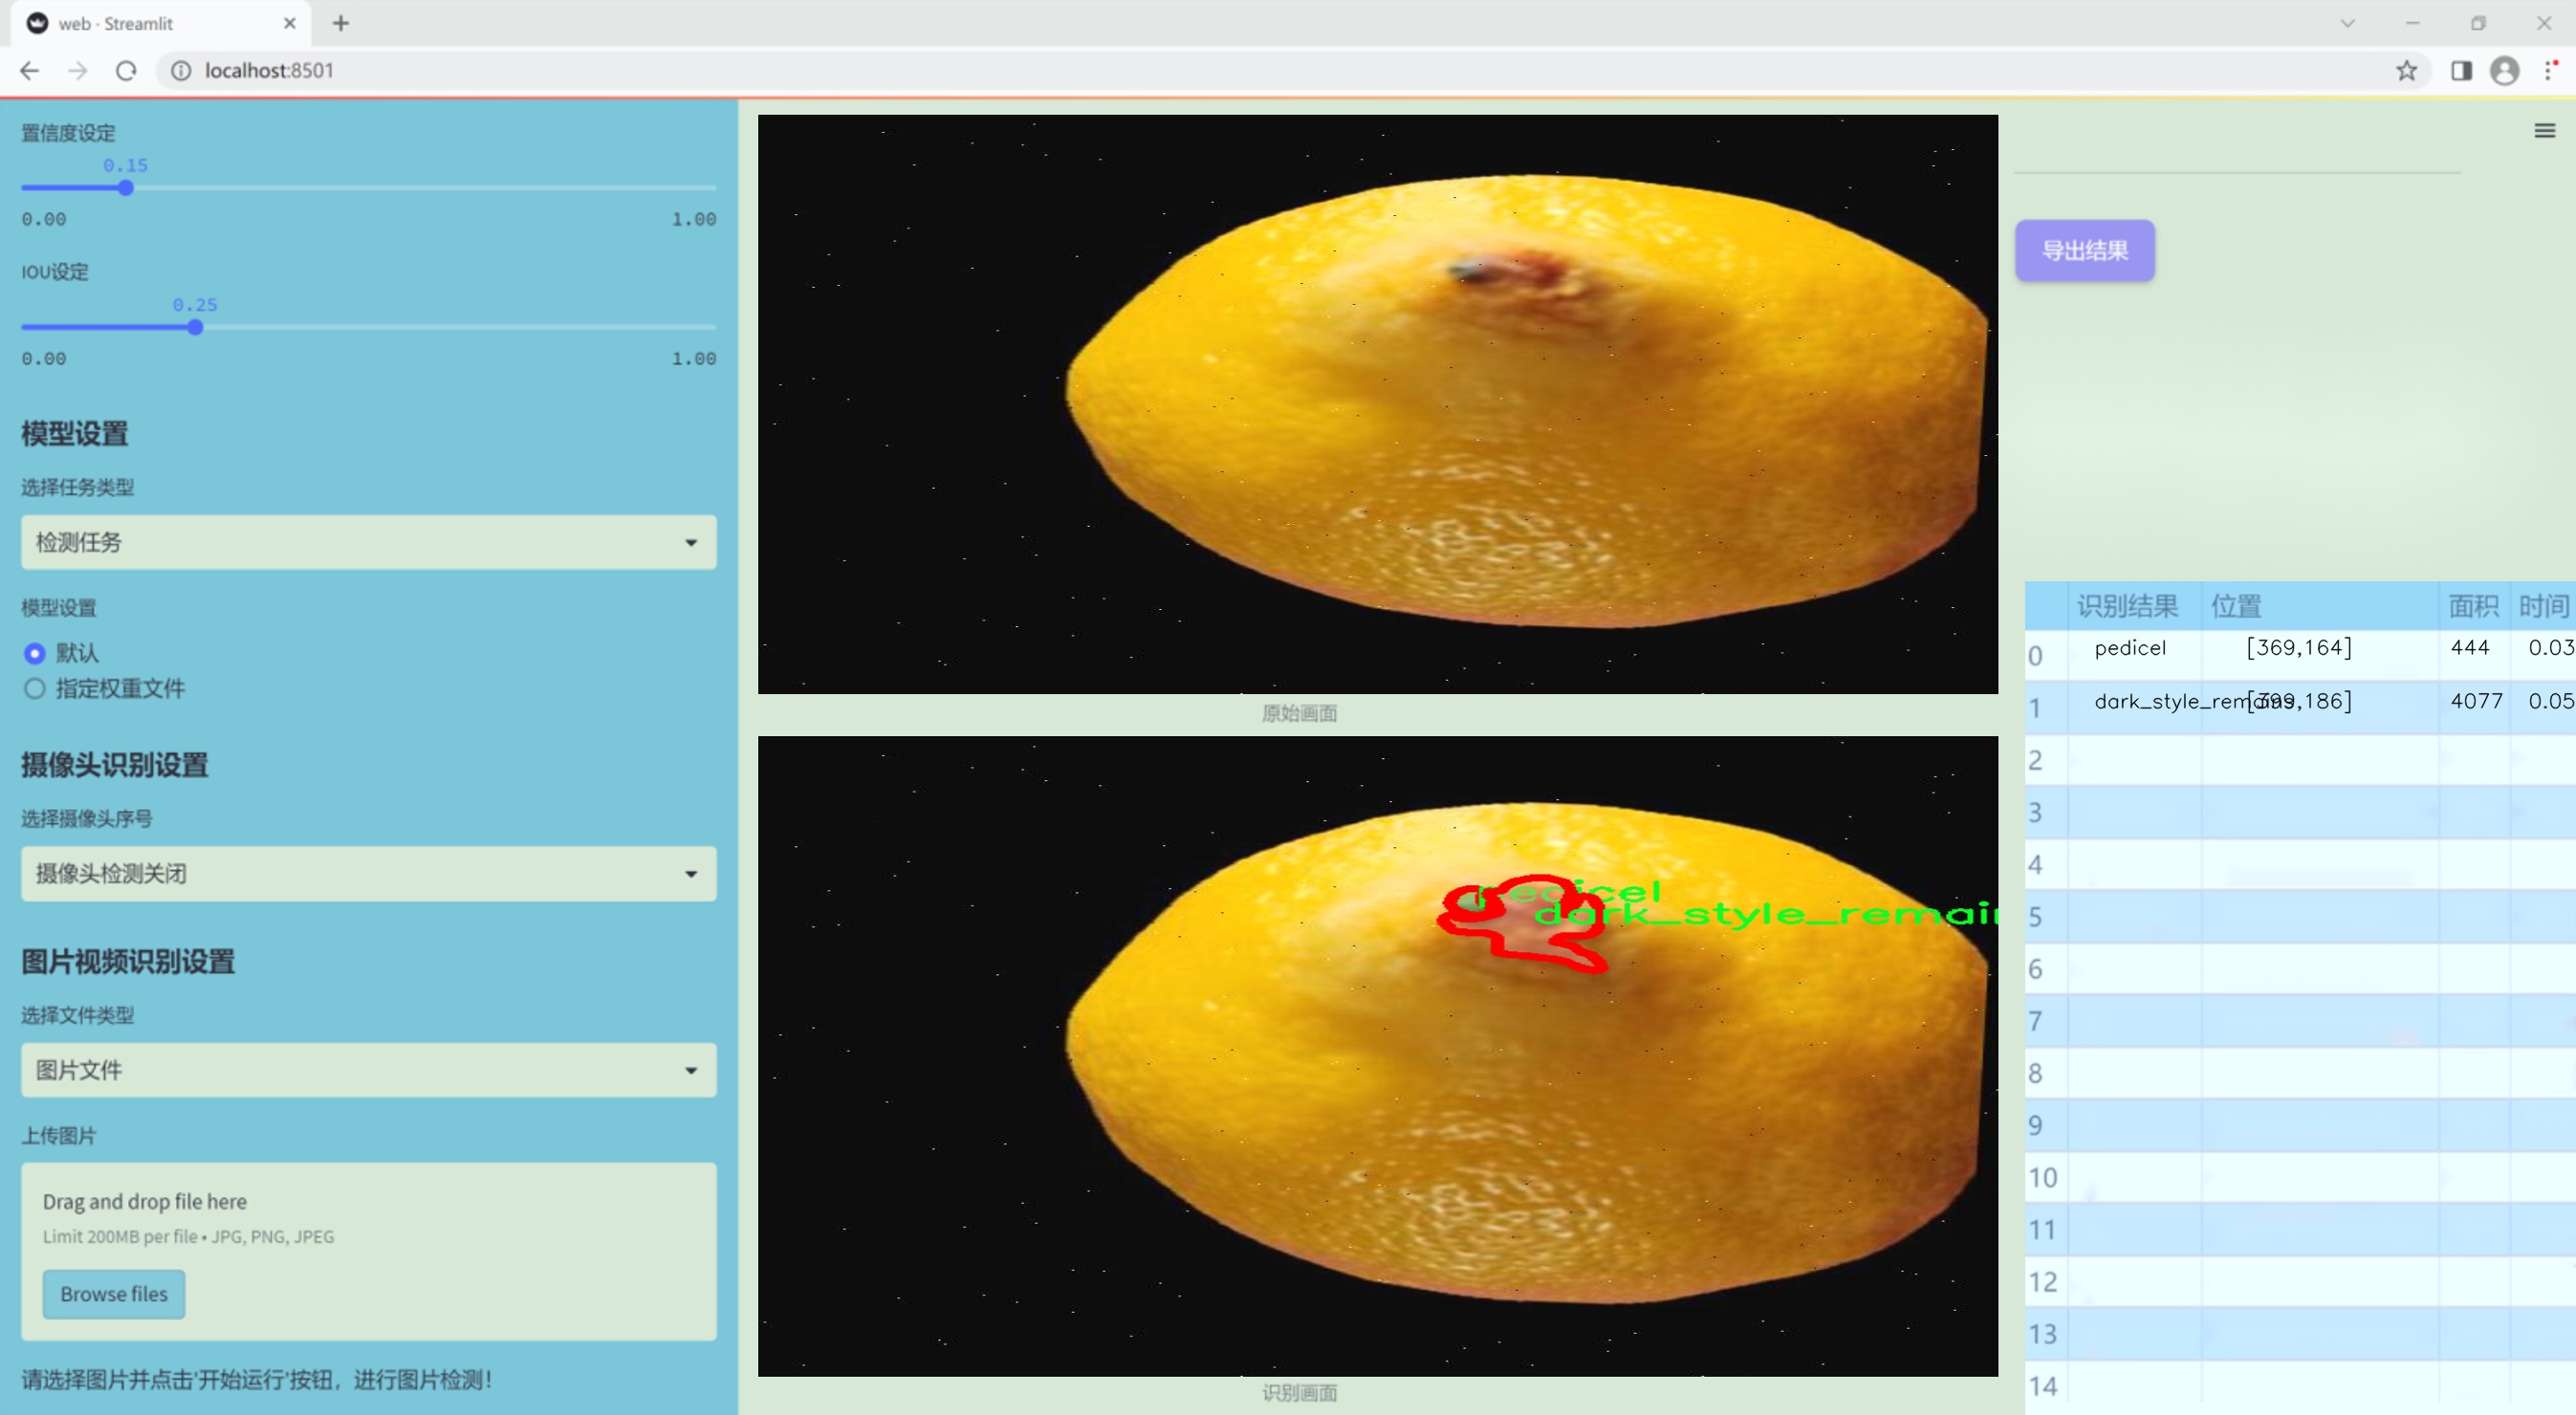 web · Streamlit
localhost:8501
置信度设定
0.15
0.00 1.00
IOU设定
0.25
0.00 1.00
模型设置
选择任务类型
检测任务
模型设置
默认
指定权重文件
摄像头识别设置
选择摄像头序号
摄像头检测关闭
图片视频识别设置
选择文件类型
图片文件
上传图片
Drag and drop file here
Limit 200MB per file • JPG, PNG, JPEG
Browse files
请选择图片并点击'开始运行'按钮，进行图片检测！
原始画面
pedicel
dark_style_remain
识别画面
导出结果
识别结果 位置 面积 时间
0 pedicel [369,164] 444 0.03
1 dark_style_remains [399,186] 4077 0.05
2
3
4
5
6
7
8
9
10
11
12
13
14